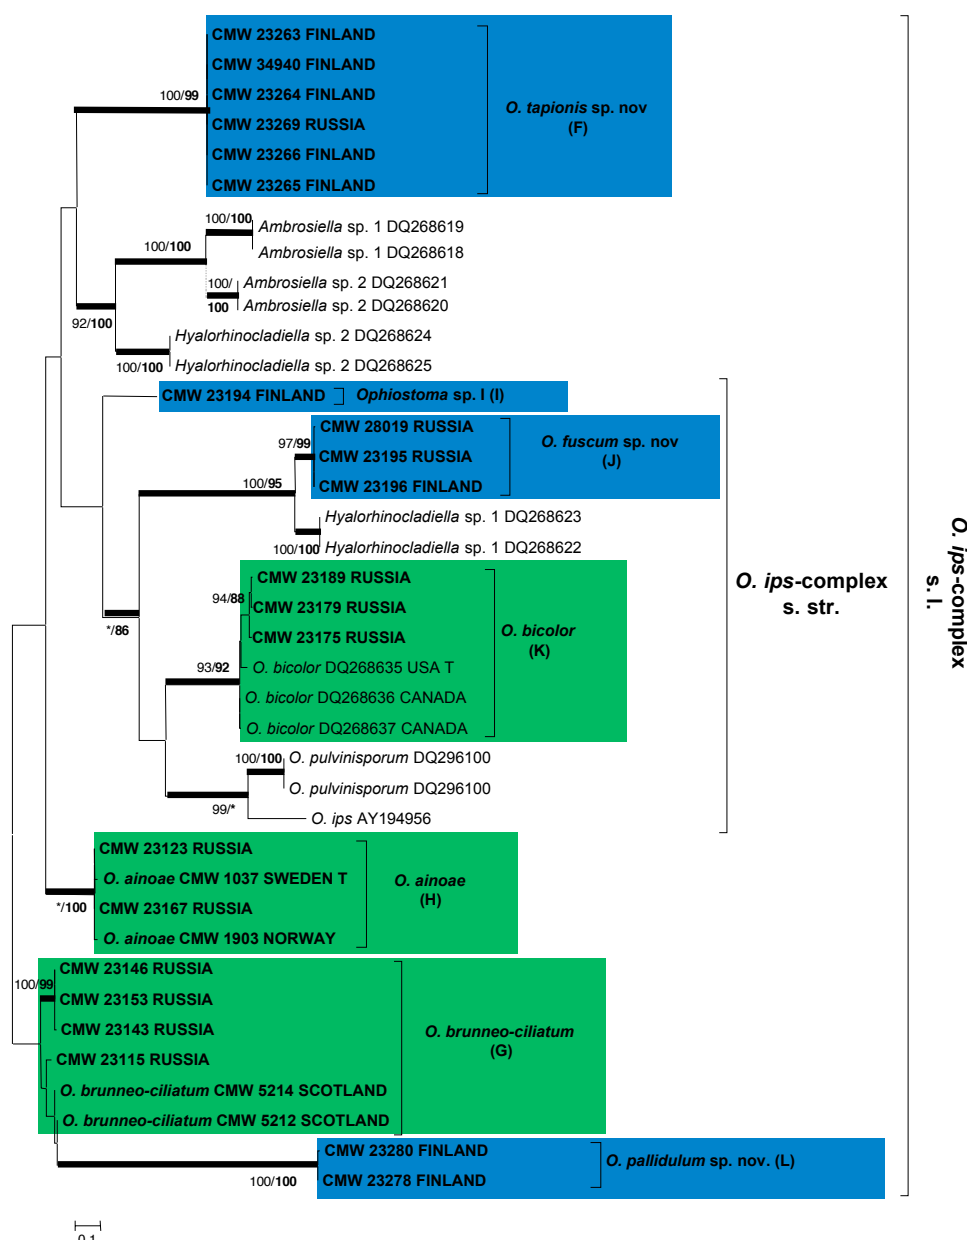 CMW 23263 FINLAND
CMW 34940 FINLAND
100/99
CMW 23264 FINLAND
O. tapionis sp. nov
(F)
CMW 23269 RUSSIA
CMW 23266 FINLAND
CMW 23265 FINLAND
100/100
Ambrosiella sp. 1 DQ268619
100/100
Ambrosiella sp. 1 DQ268618
100/
100
Ambrosiella sp. 2 DQ268621
Ambrosiella sp. 2 DQ268620
92/100
Hyalorhinocladiella sp. 2 DQ268624
100/100
Hyalorhinocladiella sp. 2 DQ268625
CMW 23194 FINLAND
Ophiostoma sp. I (I)
CMW 28019 RUSSIA
97/99
CMW 23195 RUSSIA
O. fuscum sp. nov
(J)
100/95
CMW 23196 FINLAND
Hyalorhinocladiella sp. 1 DQ268623
100/100
Hyalorhinocladiella sp. 1 DQ268622
CMW 23189 RUSSIA
94/88
CMW 23179 RUSSIA
*/86
CMW 23175 RUSSIA
O. bicolor
(K)
93/92
O. bicolor DQ268635 USA T
O. bicolor DQ268636 CANADA
O. bicolor DQ268637 CANADA
100/100
O. pulvinisporum DQ296100
O. pulvinisporum DQ296100
99/*
O. ips AY194956
O. ips-complex
s. str.
O. ips-complex
s. l.
CMW 23123 RUSSIA
O. ainoae CMW 1037 SWEDEN T
O. ainoae
(H)
*/100
CMW 23167 RUSSIA
O. ainoae CMW 1903 NORWAY
CMW 23146 RUSSIA
100/99
CMW 23153 RUSSIA
CMW 23143 RUSSIA
O. brunneo-ciliatum
(G)
CMW 23115 RUSSIA
O. brunneo-ciliatum CMW 5214 SCOTLAND
O. brunneo-ciliatum CMW 5212 SCOTLAND
CMW 23280 FINLAND
O. pallidulum sp. nov. (L)
100/100
CMW 23278 FINLAND
0.1